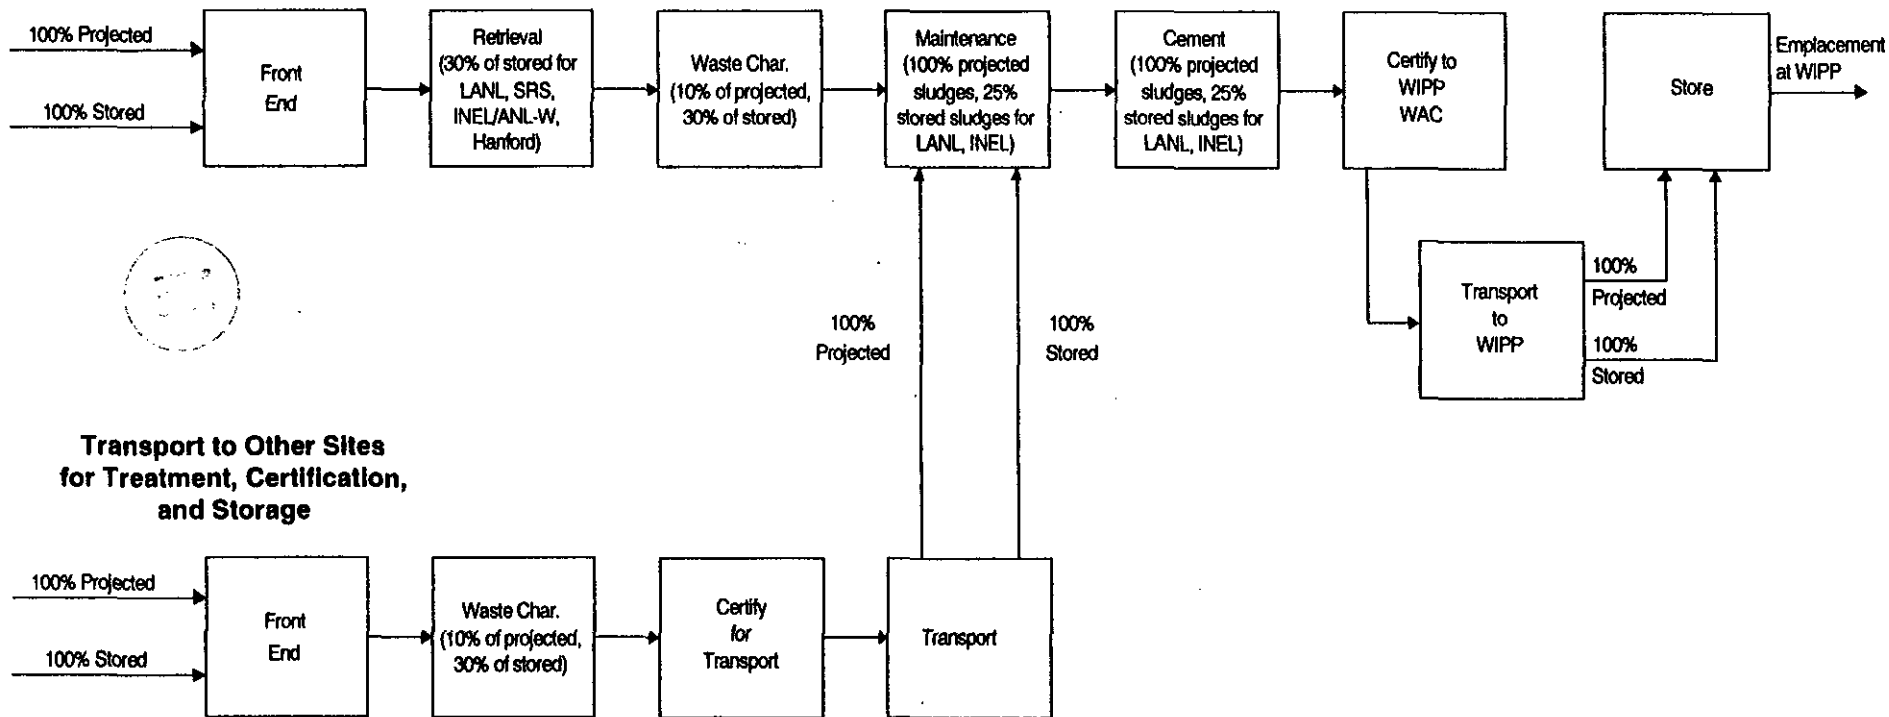 100% Projected
100% Stored
Front
End
Retrieval
(30% of stored for
LANL, SRS,
INEL/ANL-W,
Hanford)
Waste Char.
(10% of projected,
30% of stored)
Maintenance
(100% projected
sludges, 25%
stored sludges for
LANL, INEL)
Cement
(100% projected
sludges, 25%
stored sludges for
LANL, INEL)
Certify to
WIPP
WAC
Store
Emplacement
at WIPP
Transport
to
WIPP
100%
Projected
100%
Stored
100%
Projected
100%
Stored
Transport to Other Sites
for Treatment, Certification,
and Storage
100% Projected
100% Stored
Front
End
Waste Char.
(10% of projected,
30% of stored)
Certify
for
Transport
Transport